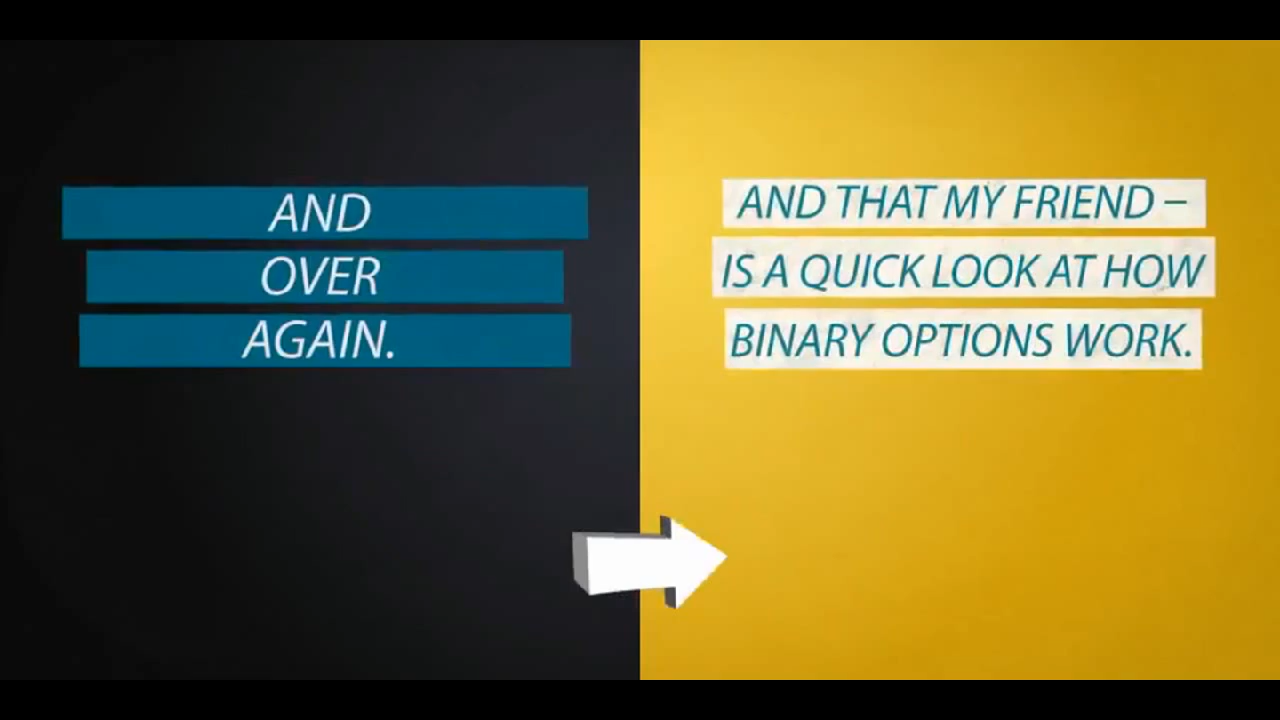 AND
OVER
AGAIN.
AND THAT MY FRIEND –
IS A QUICK LOOK AT HOW
BINARY OPTIONS WORK.